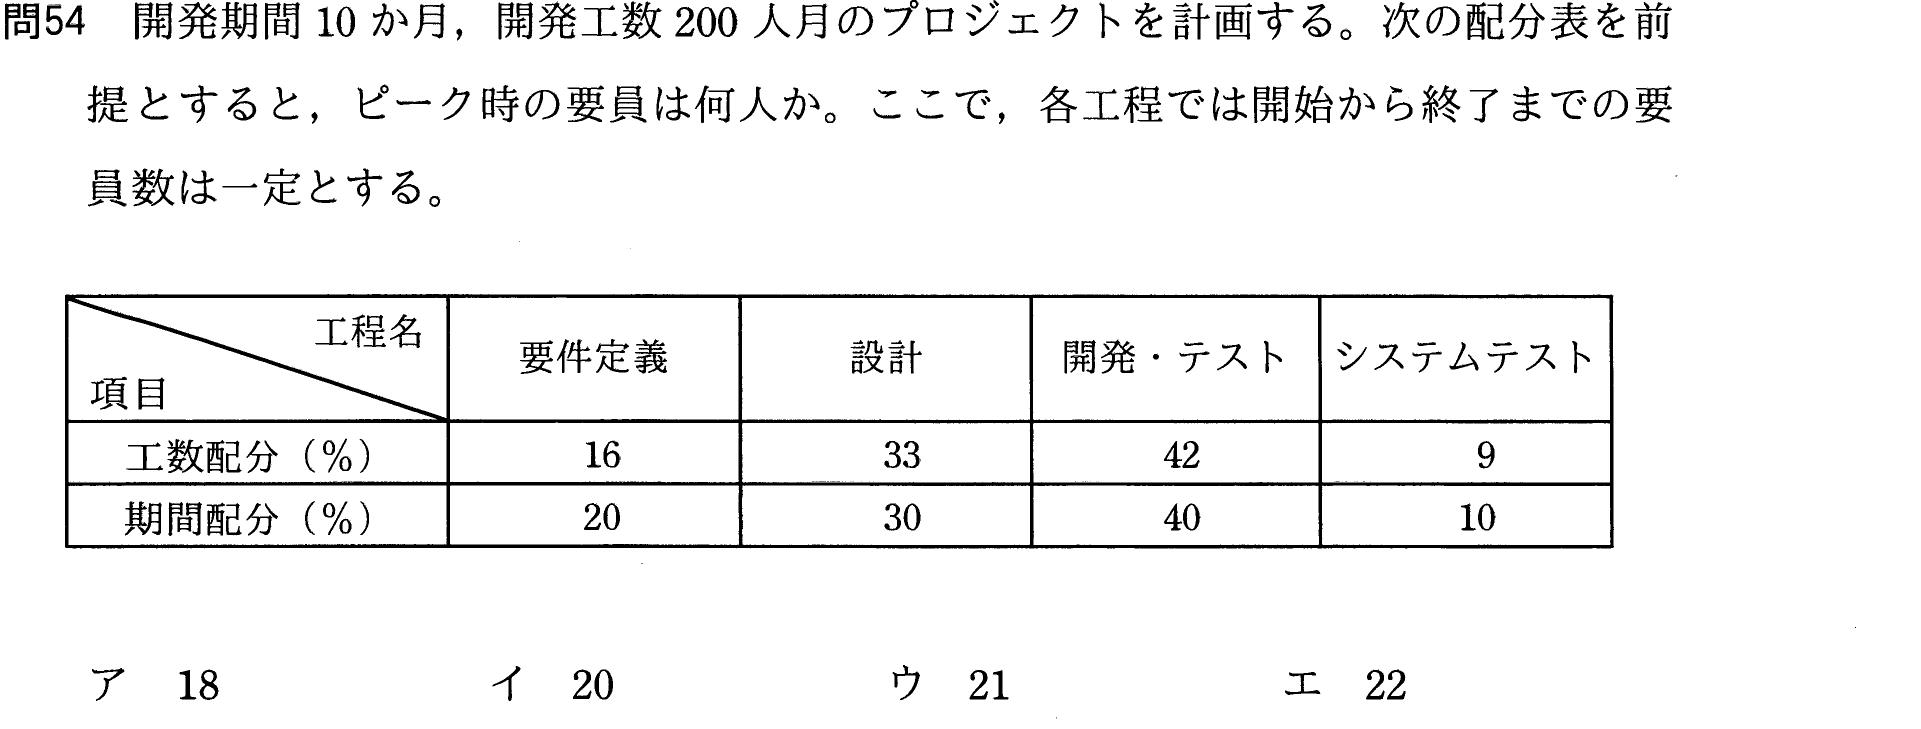 問54 開発期間 10 か月，開発工数 200 人月のプロジェクトを計画する。次の配分表を前
提とすると，ピーク時の要員は何人か。ここで，各工程では開始から終了までの要
員数は一定とする。
工程名
項目
要件定義 設計 開発・テスト システムテスト
工数配分（％） 16 33 42 9
期間配分（％） 20 30 40 10
ア 18 イ 20 ウ 21 エ 22